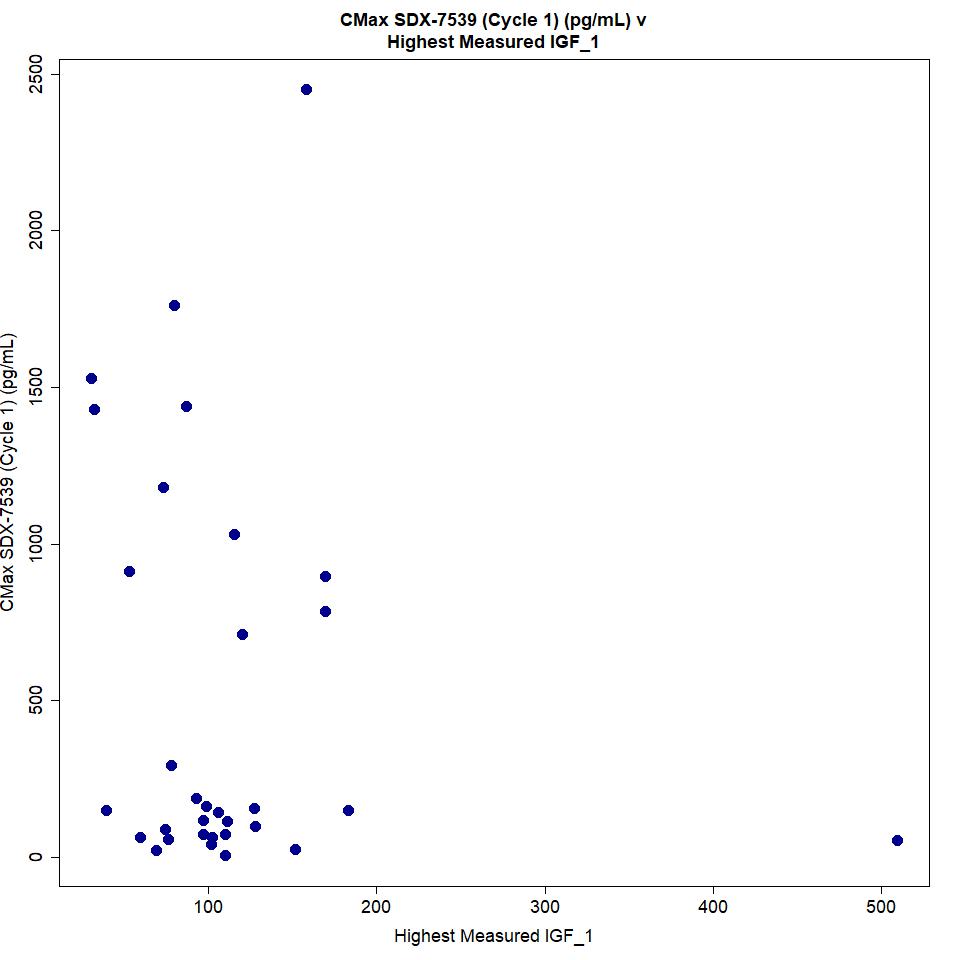 CMax SDX-7539 (Cycle 1) (pg/mL) v
Highest Measured IGF_1
CMax SDX-7539 (Cycle 1) (pg/mL)
2500
2000
1500
1000
500
0
100 200 300 400 500
Highest Measured IGF_1